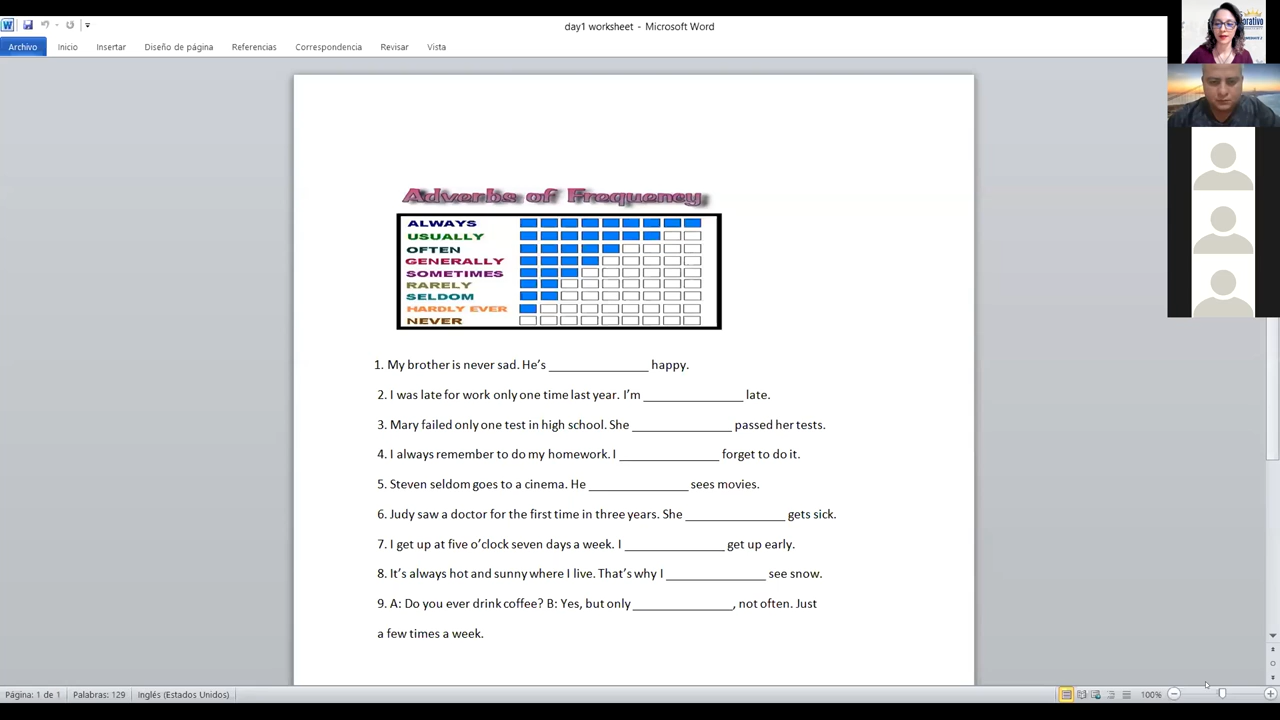 day1 worksheet - Microsoft Word
Archivo Inicio Insertar Diseño de página Referencias Correspondencia Revisar Vista
Adverbs of Frequency
ALWAYS
USUALLY
OFTEN
GENERALLY
SOMETIMES
RARELY
SELDOM
HARDLY EVER
NEVER
1. My brother is never sad. He's _______________ happy.
2. I was late for work only one time last year. I'm _______________ late.
3. Mary failed only one test in high school. She _______________ passed her tests.
4. I always remember to do my homework. I _______________ forget to do it.
5. Steven seldom goes to a cinema. He _______________ sees movies.
6. Judy saw a doctor for the first time in three years. She _______________ gets sick.
7. I get up at five o'clock seven days a week. I _______________ get up early.
8. It's always hot and sunny where I live. That's why I _______________ see snow.
9. A: Do you ever drink coffee? B: Yes, but only _______________, not often. Just
a few times a week.
Página: 1 de 1 Palabras: 129 Inglés (Estados Unidos) 100%